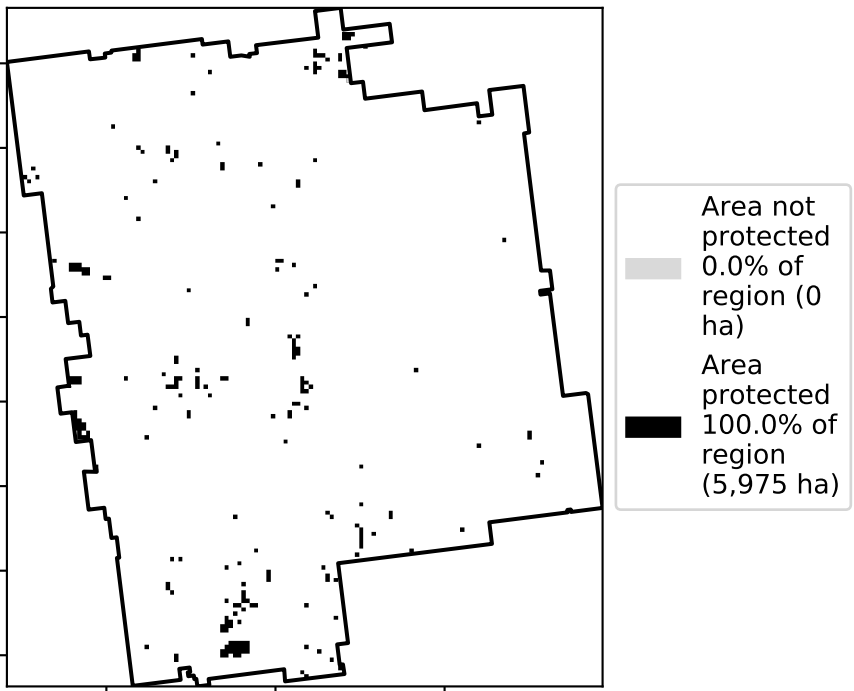 Area not
protected
0.0% of
region (0
ha)
Area
protected
100.0% of
region
(5,975 ha)